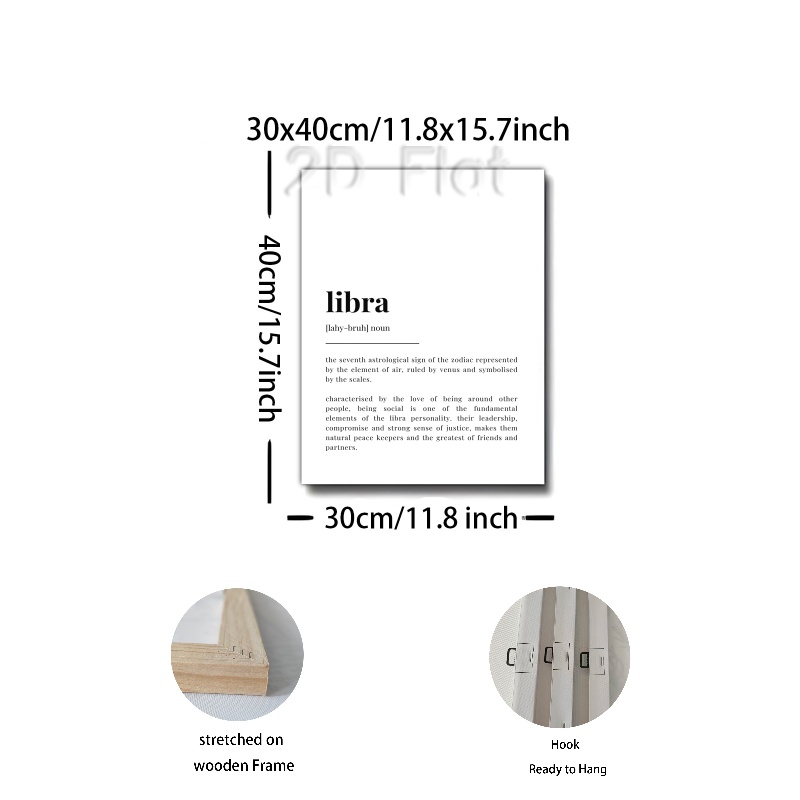 30x40cm/11.8x15.7inch
2D Flat
40cm/15.7inch
libra
[lahy-bruh] noun
the seventh astrological sign of the zodiac represented
by the element of air, ruled by venus and symbolised
by the scales.
characterised by the love of being around other
people, being social is one of the fundamental
elements of the libra personality. their leadership,
compromise and strong sense of justice, makes them
natural peace keepers and the greatest of friends and
partners.
30cm/11.8 inch
stretched on
wooden Frame
Hook
Ready to Hang